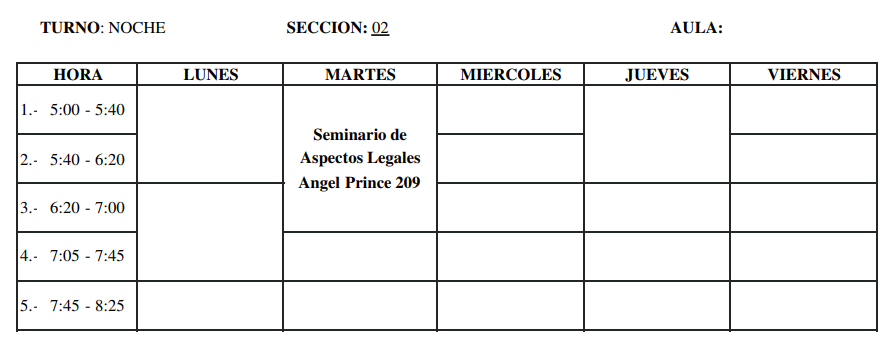 TURNO: NOCHE SECCION: 02 AULA:
HORA LUNES MARTES MIERCOLES JUEVES VIERNES
1.- 5:00 - 5:40
Seminario de
2.- 5:40 - 6:20
Aspectos Legales
Angel Prince 209
3.- 6:20 - 7:00
4.- 7:05 - 7:45
5.- 7:45 - 8:25